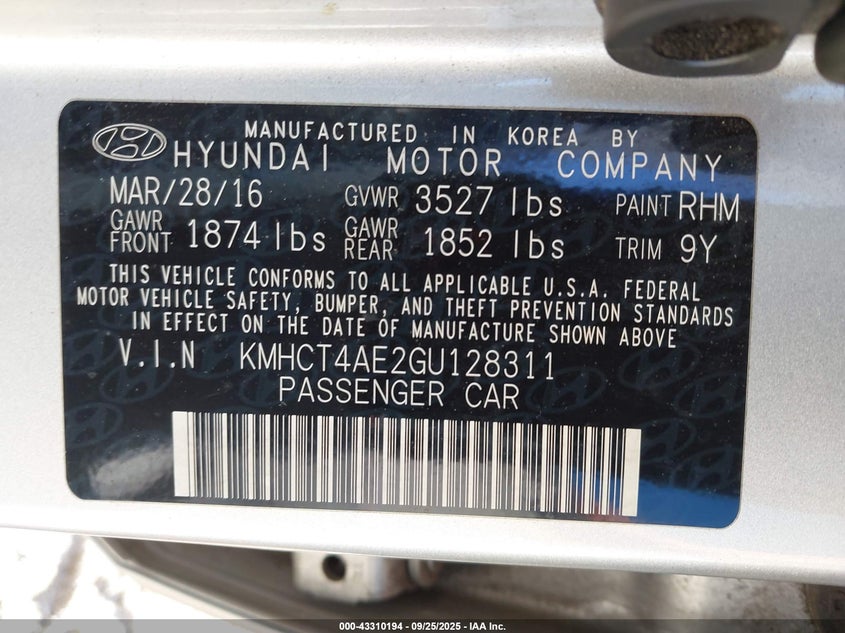 MANUFACTURED IN KOREA BY
HYUNDAI MOTOR COMPANY
MAR/28/16 GVWR 3527 lbs PAINT RHM
GAWR FRONT 1874 lbs GAWR REAR 1852 lbs TRIM 9Y
THIS VEHICLE CONFORMS TO ALL APPLICABLE U.S.A. FEDERAL
MOTOR VEHICLE SAFETY, BUMPER, AND THEFT PREVENTION STANDARDS
IN EFFECT ON THE DATE OF MANUFACTURE SHOWN ABOVE
V.I.N KMHCT4AE2GU128311
PASSENGER CAR
000-43310194 - 09/25/2025 - IAA Inc.